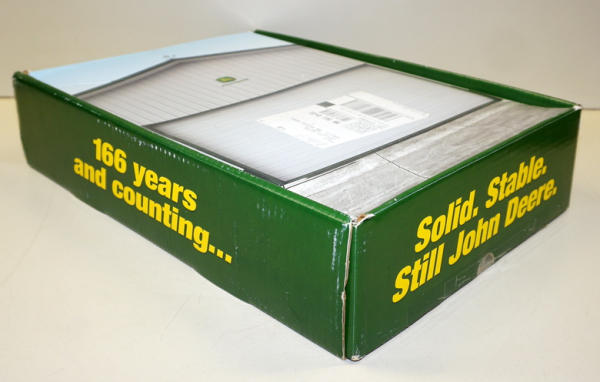 166 years
and counting...
Solid. Stable.
Still John Deere.